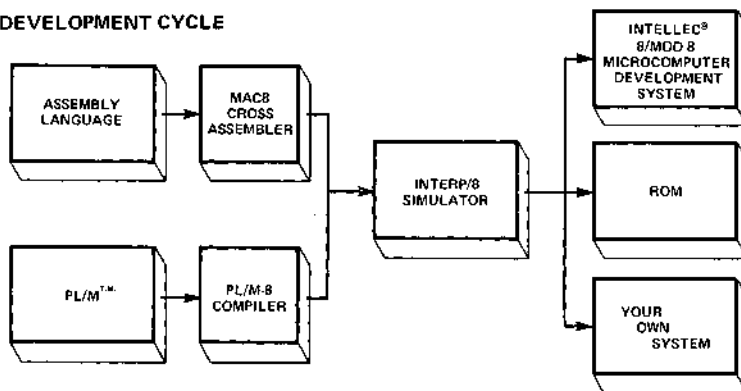 DEVELOPMENT CYCLE
ASSEMBLY
LANGUAGE
MAC8
CROSS
ASSEMBLER
PL/M T.M.
PL/M-8
COMPILER
INTERP/8
SIMULATOR
INTELLEC®
8/MOD 8
MICROCOMPUTER
DEVELOPMENT
SYSTEM
ROM
YOUR
OWN
SYSTEM